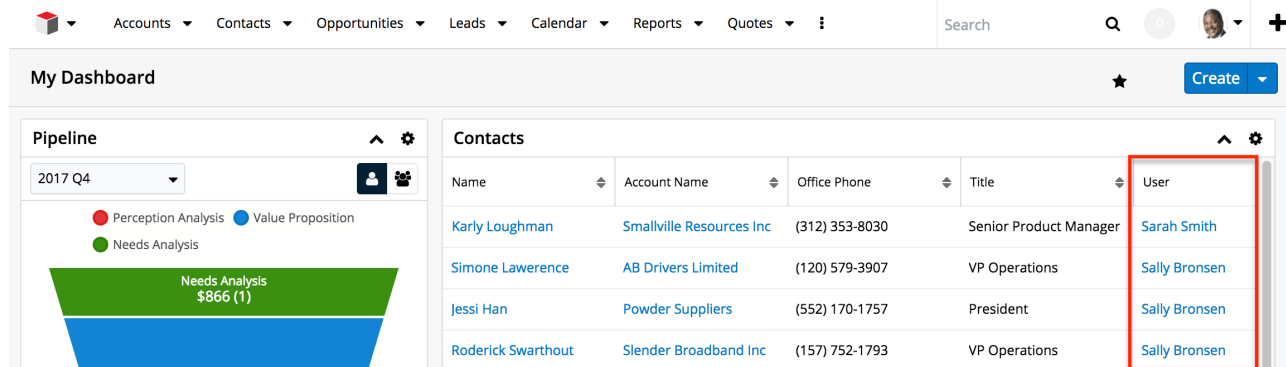 Accounts Contacts Opportunities Leads Calendar Reports Quotes Search 0
My Dashboard Create
Pipeline
2017 Q4
Perception Analysis Value Proposition
Needs Analysis
Needs Analysis
$866 (1)
Contacts
Name Account Name Office Phone Title User
Karly Loughman Smallville Resources Inc (312) 353-8030 Senior Product Manager Sarah Smith
Simone Lawerence AB Drivers Limited (120) 579-3907 VP Operations Sally Bronsen
Jessi Han Powder Suppliers (552) 170-1757 President Sally Bronsen
Roderick Swarthout Slender Broadband Inc (157) 752-1793 VP Operations Sally Bronsen